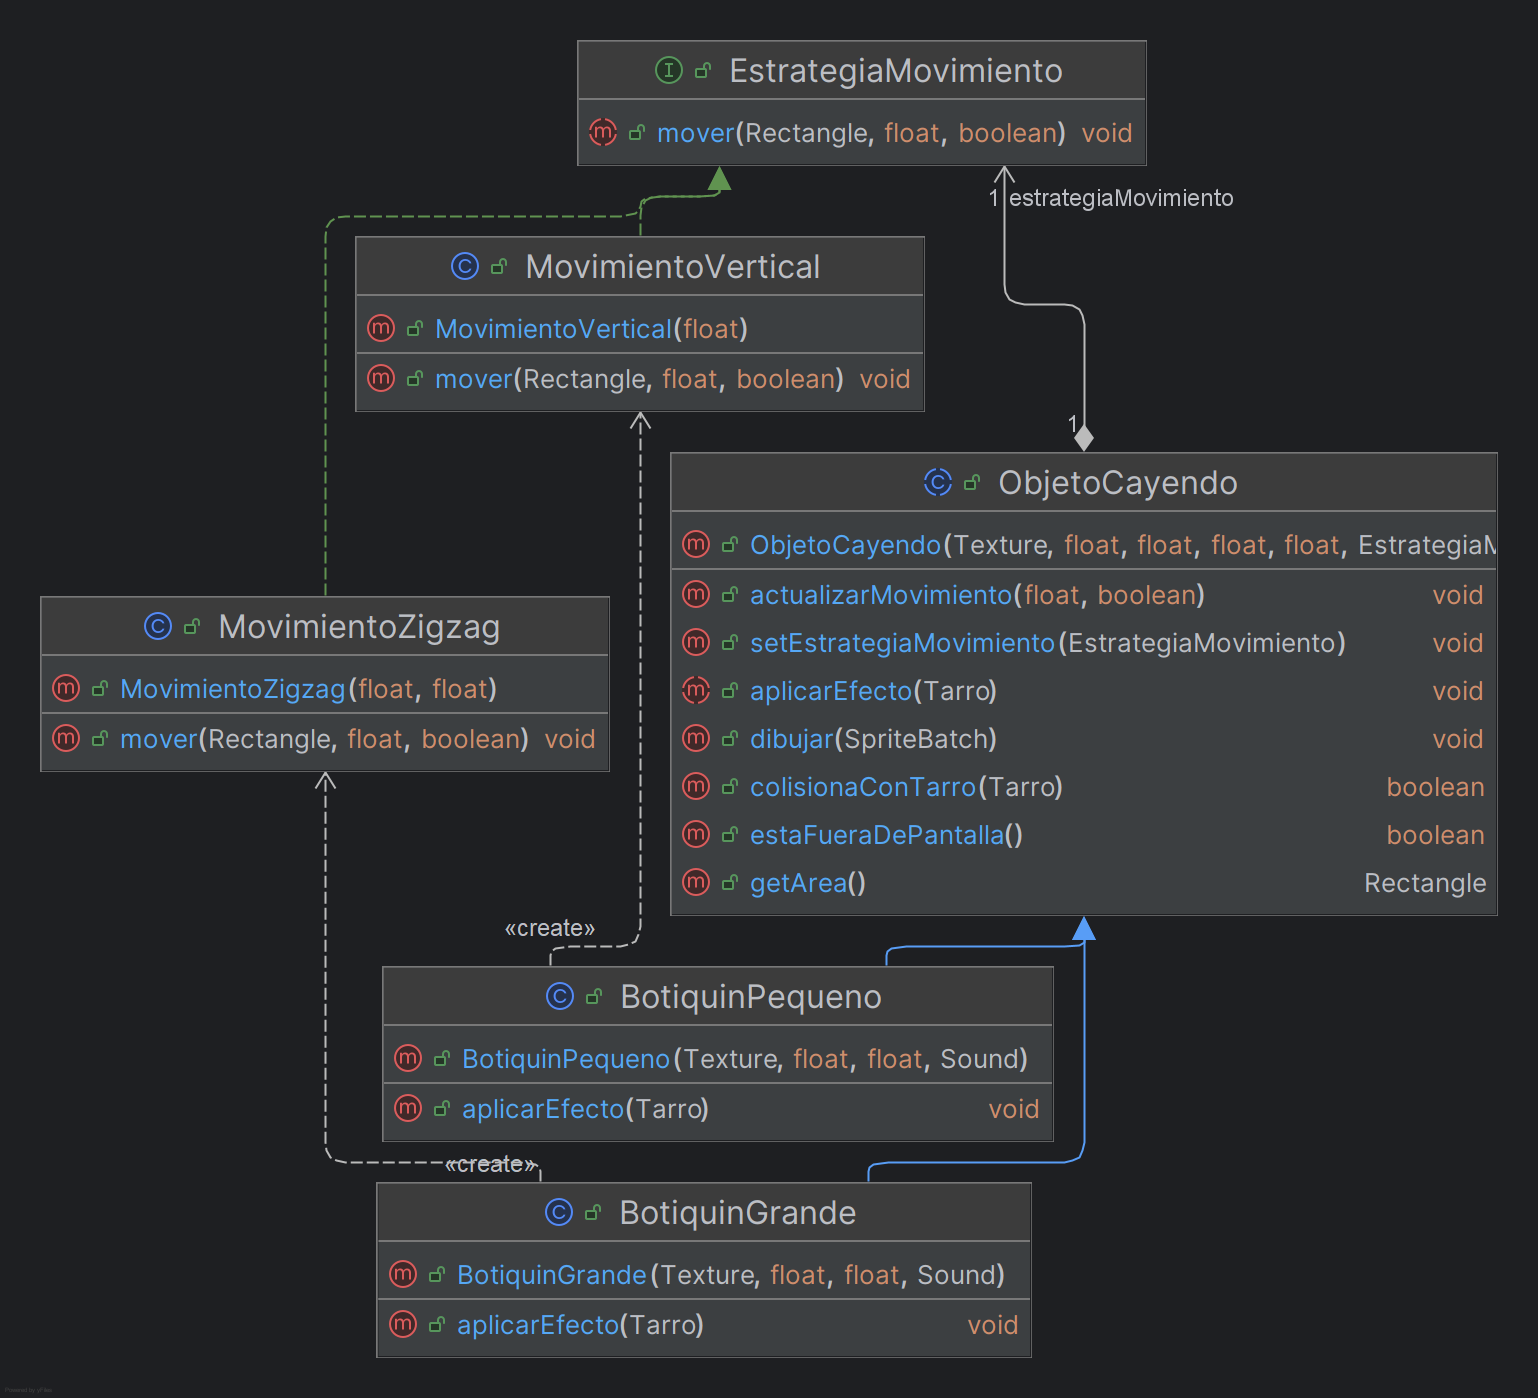 EstrategiaMovimiento
mover(Rectangle, float, boolean) void
1 estrategiaMovimiento
MovimientoVertical
MovimientoVertical(float)
mover(Rectangle, float, boolean) void
1
ObjetoCayendo
ObjetoCayendo(Texture, float, float, float, float, EstrategiaM
actualizarMovimiento(float, boolean) void
setEstrategiaMovimiento(EstrategiaMovimiento) void
aplicarEfecto(Tarro) void
dibujar(SpriteBatch) void
colisionaConTarro(Tarro) boolean
estaFueraDePantalla() boolean
getArea() Rectangle
MovimientoZigzag
MovimientoZigzag(float, float)
mover(Rectangle, float, boolean) void
«create»
BotiquinPequeno
BotiquinPequeno(Texture, float, float, Sound)
aplicarEfecto(Tarro) void
«create»
BotiquinGrande
BotiquinGrande(Texture, float, float, Sound)
aplicarEfecto(Tarro) void
Powered by yFiles